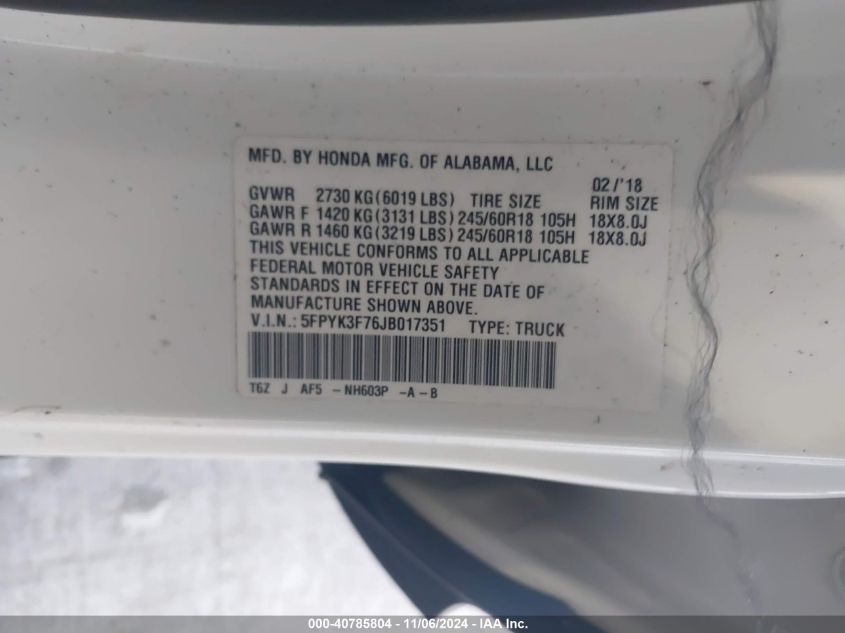 MFD. BY HONDA MFG. OF ALABAMA, LLC
02/'18
GVWR 2730 KG(6019 LBS) TIRE SIZE RIM SIZE
GAWR F 1420 KG(3131 LBS) 245/60R18 105H 18X8.0J
GAWR R 1460 KG(3219 LBS) 245/60R18 105H 18X8.0J
THIS VEHICLE CONFORMS TO ALL APPLICABLE
FEDERAL MOTOR VEHICLE SAFETY
STANDARDS IN EFFECT ON THE DATE OF
MANUFACTURE SHOWN ABOVE.
V.I.N.: 5FPYK3F76JB017351 TYPE: TRUCK
T6Z J AF5 -NH603P -A-B
000-40785804 - 11/06/2024 - IAA Inc.